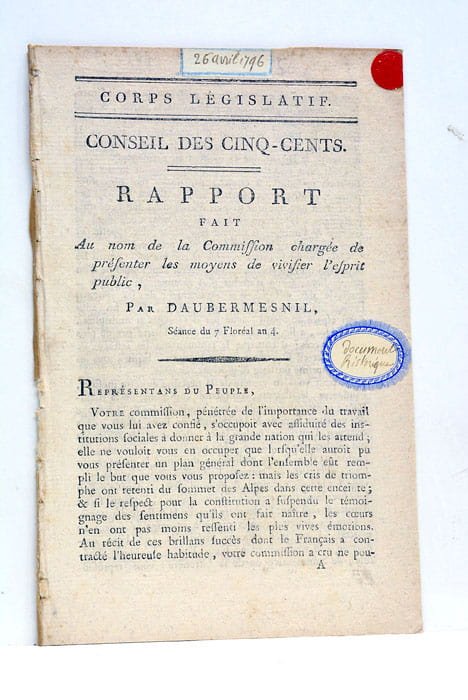 26 avril 1796
CORPS LÉGISLATIF.
CONSEIL DES CINQ-CENTS.
RAPPORT
FAIT
Au nom de la Commiſſion chargée de
préſenter les moyens de vivifier l'eſprit
public,
PAR DAUBERMESNIL,
Séance du 7 Floréal an 4.
document
historique
REPRÉSENTANS DU PEUPLE,
VOTRE commiſſion, pénétrée de l'importance du travail
que vous lui avez confié, s'occupoit avec aſſiduité des inſ-
titutions ſociales à donner à la grande nation qui les attend;
elle ne vouloit vous en occuper que lorſqu'elle auroit pu
vous préſenter un plan général dont l'enſemble eût rem-
pli le but que vous vous propoſez: mais les cris de triom-
phe ont retenti du ſommet des Alpes dans cette enceinte;
& ſi le reſpect pour la conſtitution a ſuſpendu le témoi-
gnage des ſentimens qu'ils ont fait naître, les cœurs
n'en ont pas moins reſſenti les plus vives émotions.
Au récit de ces brillans ſuccès dont le Français a con-
tracté l'heureuſe habitude, votre commiſſion a cru ne pou-
A